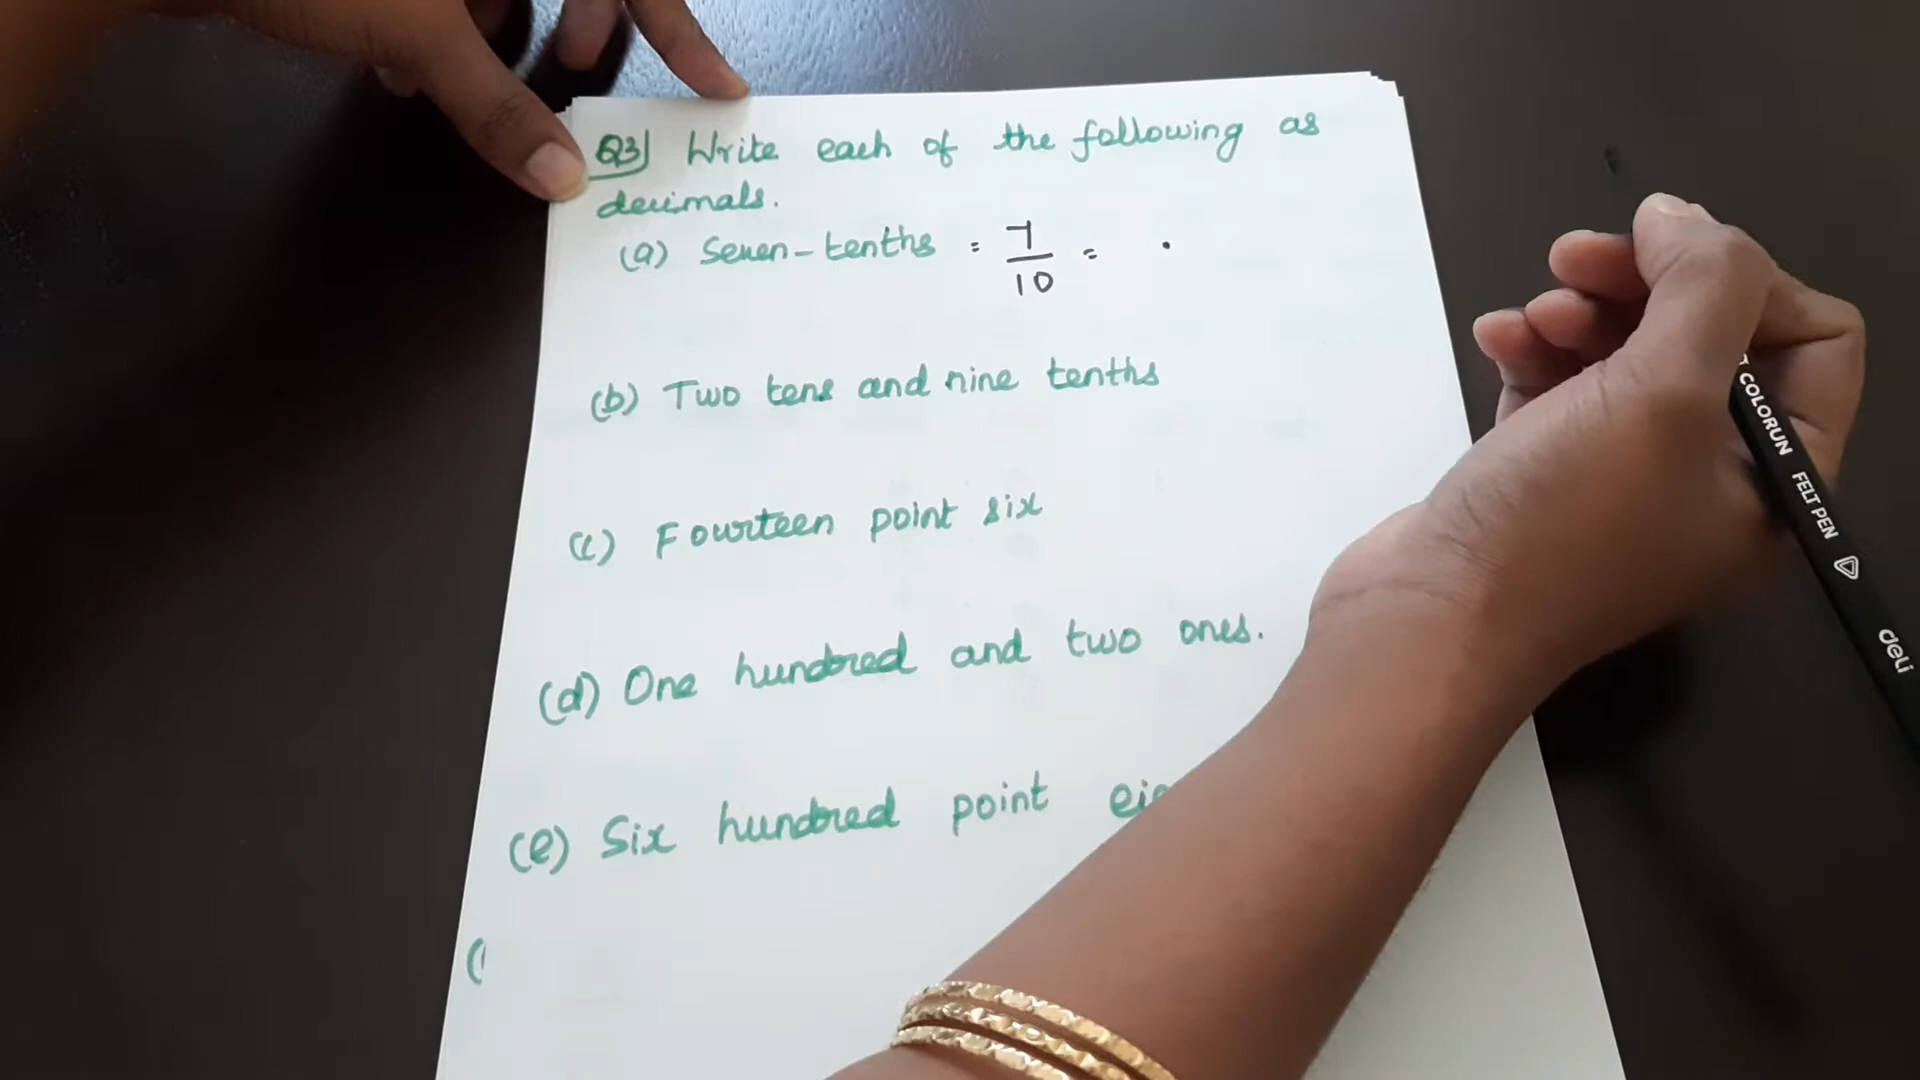 Q3) Write each of the following as
decimals.
(a) Seven-tenths = 7/10 = .
(b) Two tens and nine tenths
(c) Fourteen point six
(d) One hundred and two ones.
(e) Six hundred point
COLORUN FELT PEN deli